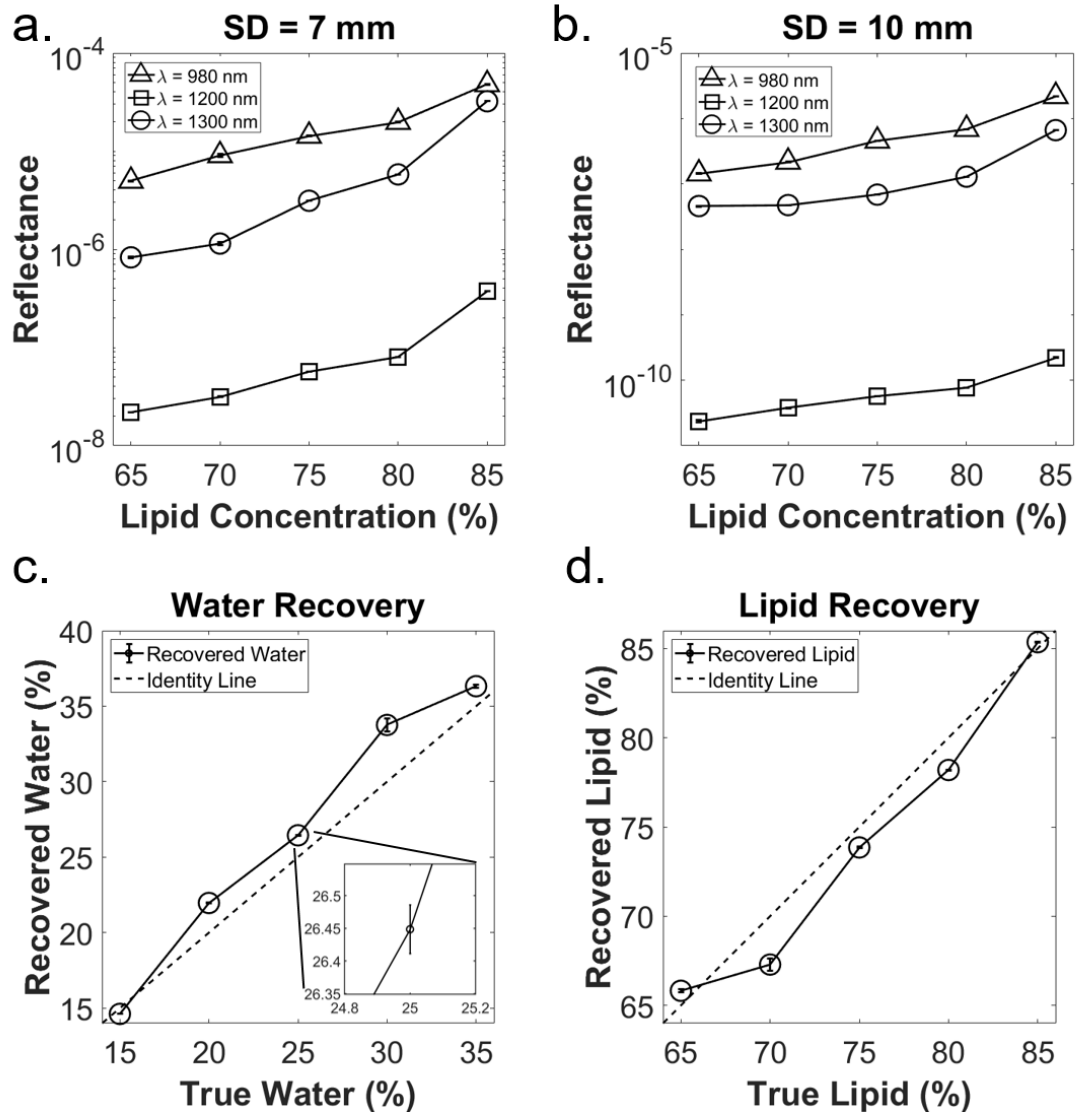 a.
SD = 7 mm
10^-4
10^-6
10^-8
Reflectance
λ = 980 nm
λ = 1200 nm
λ = 1300 nm
65 70 75 80 85
Lipid Concentration (%)
b.
SD = 10 mm
10^-5
10^-10
Reflectance
λ = 980 nm
λ = 1200 nm
λ = 1300 nm
65 70 75 80 85
Lipid Concentration (%)
c.
Water Recovery
40
35
30
25
20
15
Recovered Water (%)
Recovered Water
Identity Line
26.5
26.45
26.4
26.35
24.8 25 25.2
15 20 25 30 35
True Water (%)
d.
Lipid Recovery
85
80
75
70
65
Recovered Lipid (%)
Recovered Lipid
Identity Line
65 70 75 80 85
True Lipid (%)